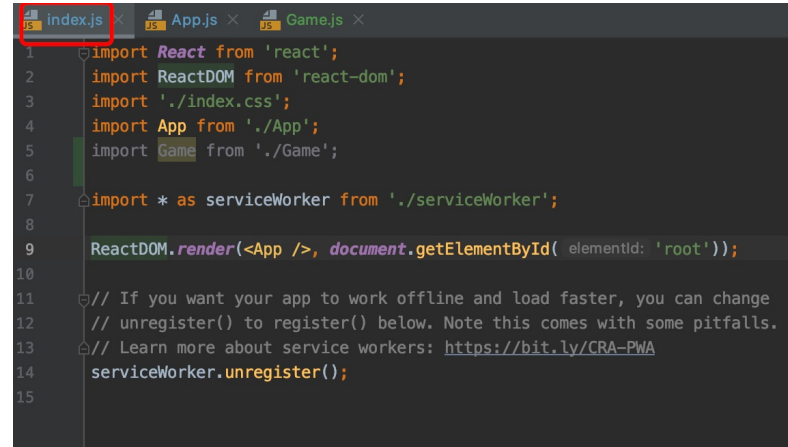 index.js × App.js × Game.js ×
1 import React from 'react';
2 import ReactDOM from 'react-dom';
3 import './index.css';
4 import App from './App';
5 import Game from './Game';
6
7 import * as serviceWorker from './serviceWorker';
8
9 ReactDOM.render(<App />, document.getElementById( elementId: 'root'));
10
11 // If you want your app to work offline and load faster, you can change
12 // unregister() to register() below. Note this comes with some pitfalls.
13 // Learn more about service workers: https://bit.ly/CRA-PWA
14 serviceWorker.unregister();
15